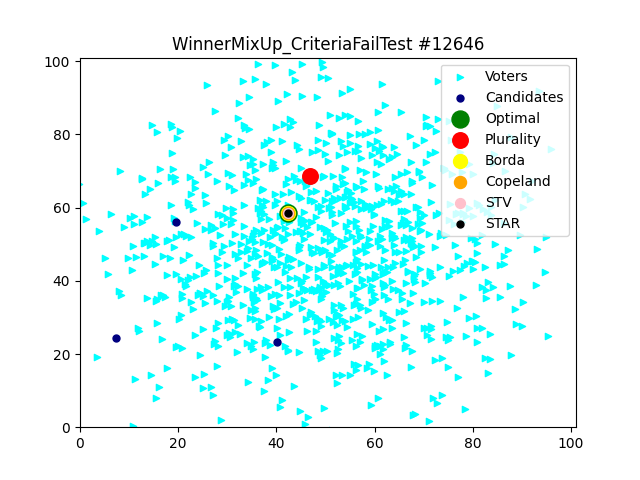 WinnerMixUp_CriteriaFailTest #12646
100
80
60
40
20
0
0
20
40
60
80
100
Voters
Candidates
Optimal
Plurality
Borda
Copeland
STV
STAR